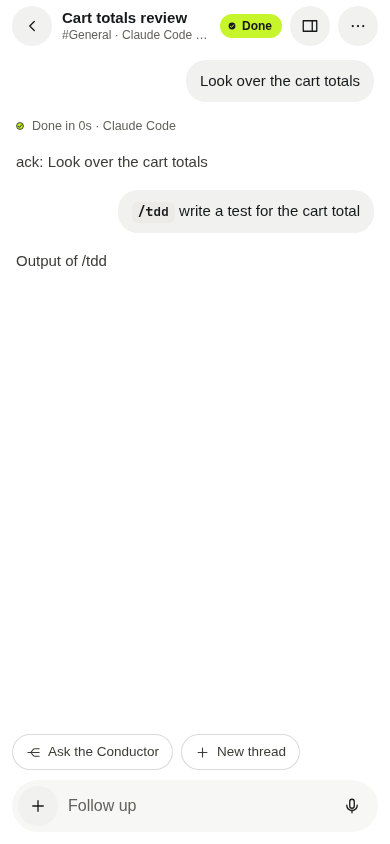 Cart totals review
#General · Claude Code ...
Done
Look over the cart totals
Done in 0s · Claude Code
ack: Look over the cart totals
/tdd write a test for the cart total
Output of /tdd
Ask the Conductor
New thread
Follow up